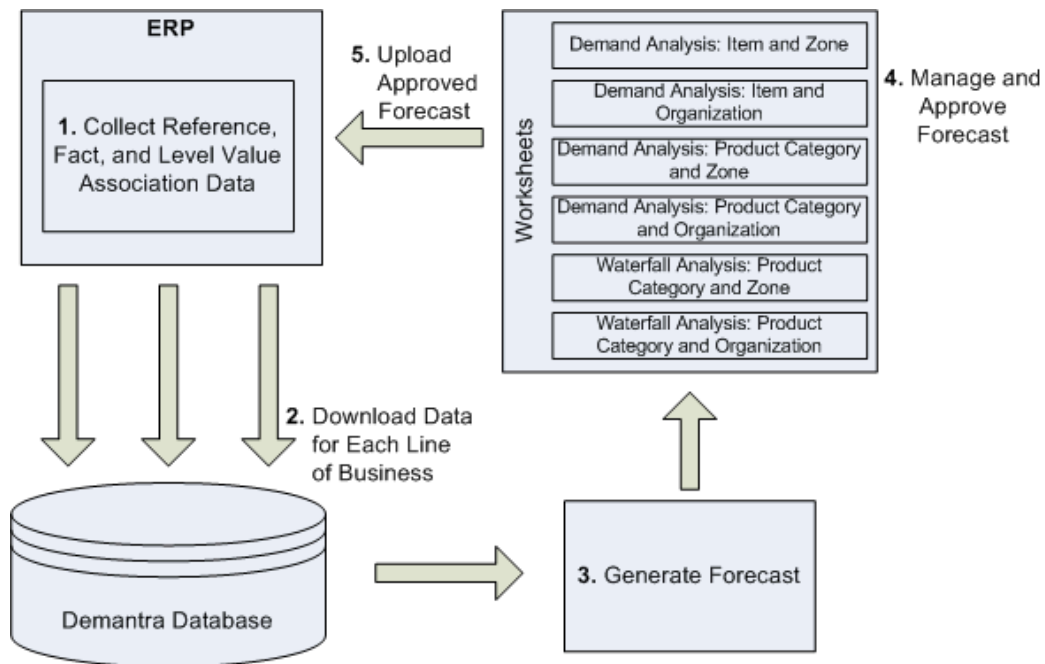 ERP
1. Collect Reference,
Fact, and Level Value
Association Data
5. Upload
Approved
Forecast
Worksheets
Demand Analysis: Item and Zone
Demand Analysis: Item and
Organization
Demand Analysis: Product Category
and Zone
Demand Analysis: Product Category
and Organization
Waterfall Analysis: Product
Category and Zone
Waterfall Analysis: Product
Category and Organization
4. Manage and
Approve
Forecast
2. Download Data
for Each Line
of Business
Demantra Database
3. Generate Forecast